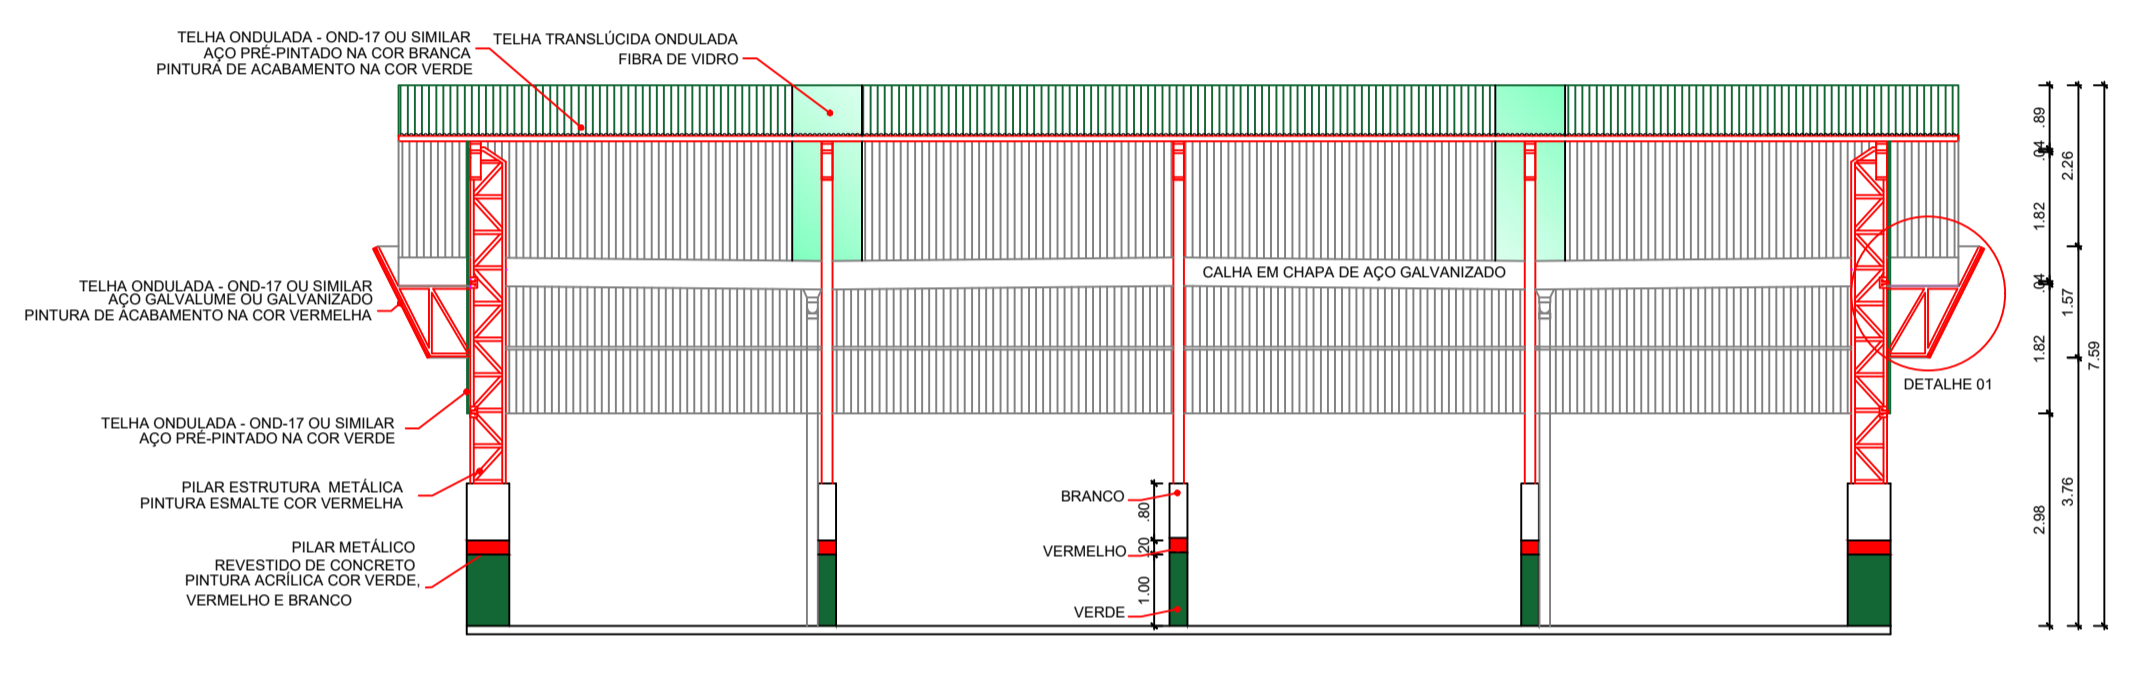 TELHA ONDULADA - OND-17 OU SIMILAR
AÇO PRÉ-PINTADO NA COR BRANCA
PINTURA DE ACABAMENTO NA COR VERDE
TELHA TRANSLÚCIDA ONDULADA
FIBRA DE VIDRO
CALHA EM CHAPA DE AÇO GALVANIZADO
TELHA ONDULADA - OND-17 OU SIMILAR
AÇO GALVALUME OU GALVANIZADO
PINTURA DE ACABAMENTO NA COR VERMELHA
TELHA ONDULADA - OND-17 OU SIMILAR
AÇO PRÉ-PINTADO NA COR VERDE
PILAR ESTRUTURA METÁLICA
PINTURA ESMALTE COR VERMELHA
PILAR METÁLICO
REVESTIDO DE CONCRETO
PINTURA ACRÍLICA COR VERDE,
VERMELHO E BRANCO
BRANCO
VERMELHO
VERDE
.80
.20
1.00
DETALHE 01
.89
.04
1.82
.04
1.82
2.98
2.26
1.57
3.76
7.59